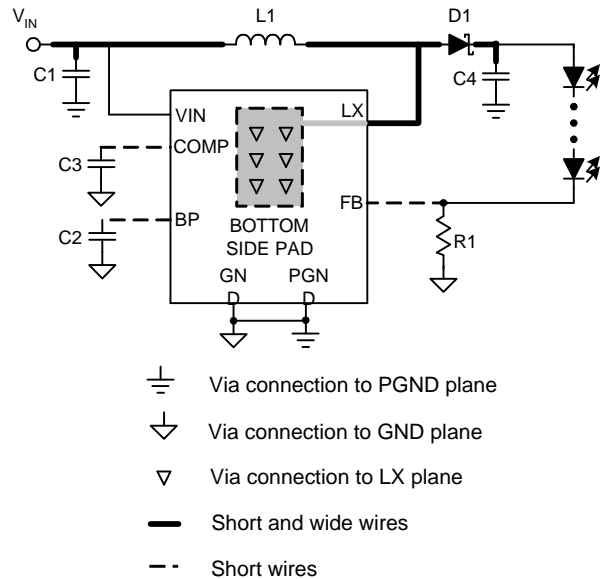 VIN
L1
D1
C1
C4
VIN
LX
COMP
C3
BP
C2
FB
R1
BOTTOM
SIDE PAD
GN
D
PGN
D
Via connection to PGND plane
Via connection to GND plane
Via connection to LX plane
Short and wide wires
Short wires